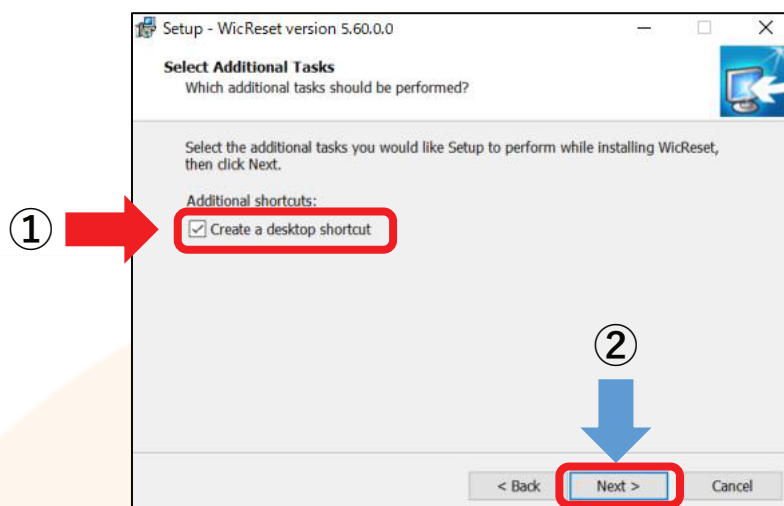 Setup - WicReset version 5.60.0.0
Select Additional Tasks
Which additional tasks should be performed?
Select the additional tasks you would like Setup to perform while installing WicReset,
then click Next.
Additional shortcuts:
①
Create a desktop shortcut
②
< Back Next > Cancel